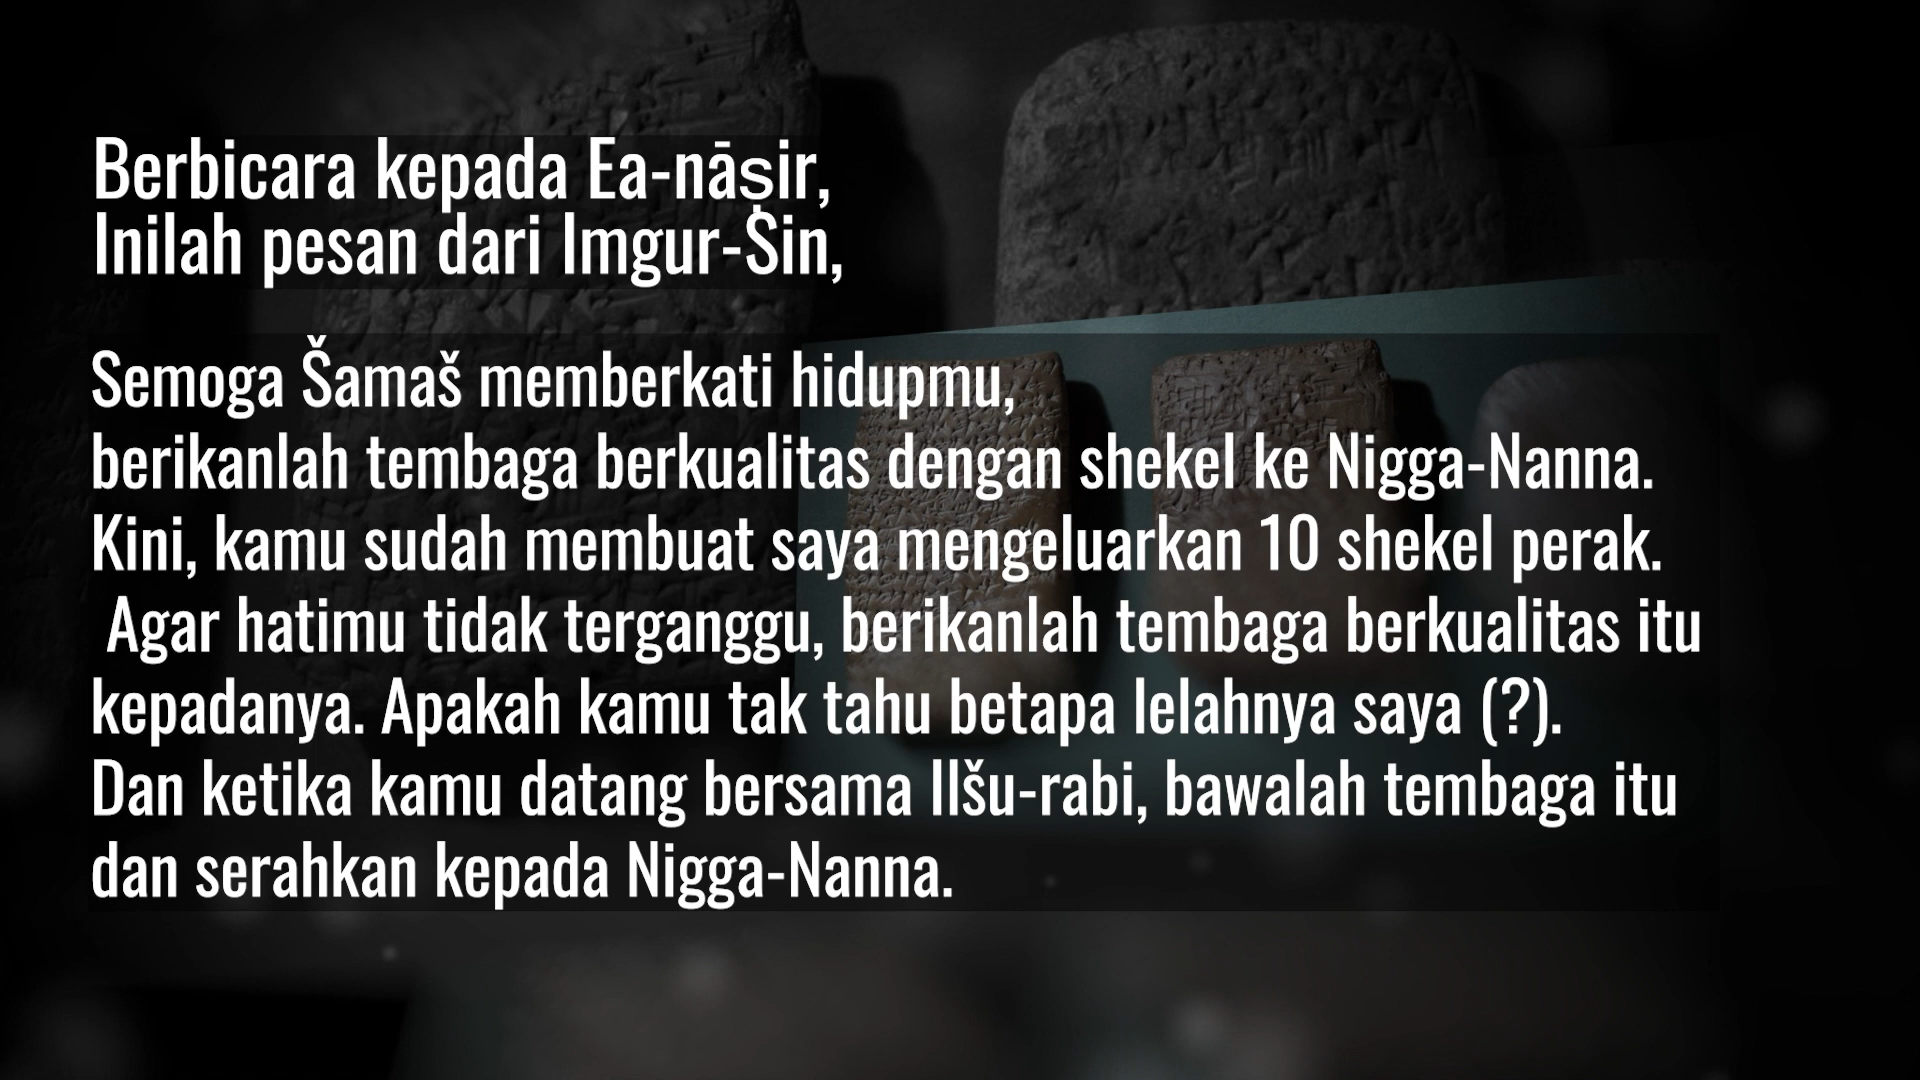 Berbicara kepada Ea-nāṣir,
Inilah pesan dari Imgur-Sin,
Semoga Šamaš memberkati hidupmu,
berikanlah tembaga berkualitas dengan shekel ke Nigga-Nanna.
Kini, kamu sudah membuat saya mengeluarkan 10 shekel perak.
Agar hatimu tidak terganggu, berikanlah tembaga berkualitas itu
kepadanya. Apakah kamu tak tahu betapa lelahnya saya (?).
Dan ketika kamu datang bersama Ilšu-rabi, bawalah tembaga itu
dan serahkan kepada Nigga-Nanna.